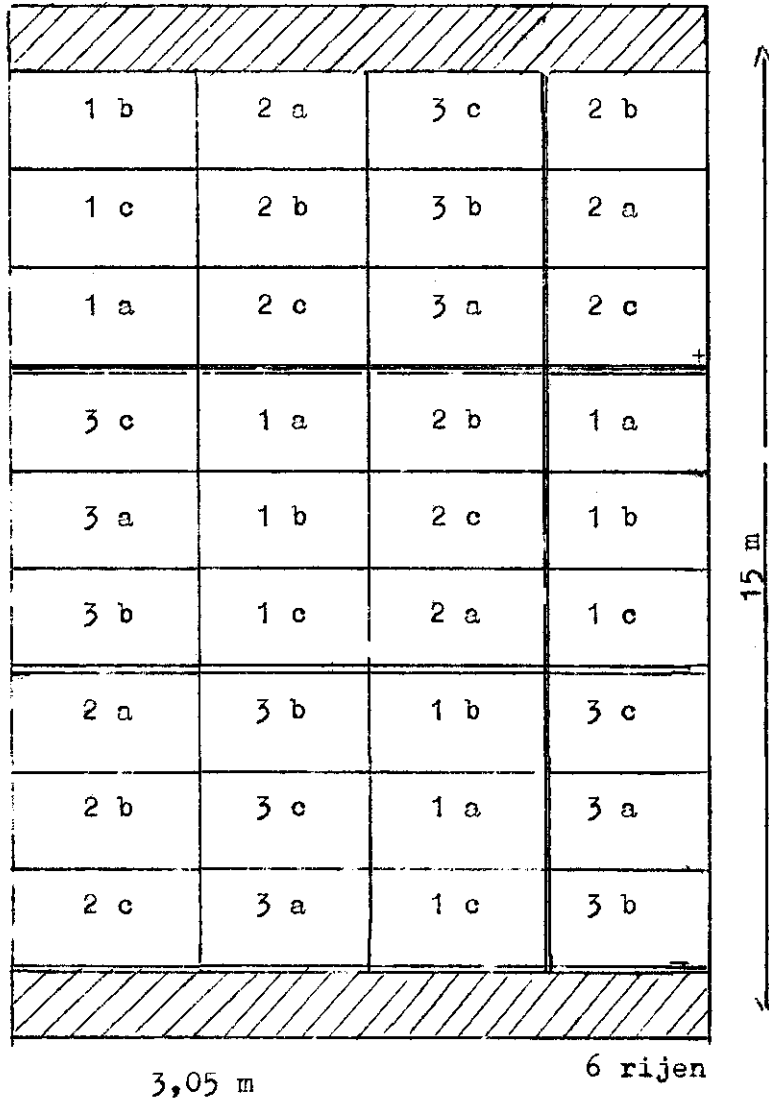 1 b 2 a 3 c 2 b
1 c 2 b 3 b 2 a
1 a 2 c 3 a 2 c
+
3 c 1 a 2 b 1 a
3 a 1 b 2 c 1 b
3 b 1 c 2 a 1 c
2 a 3 b 1 b 3 c
2 b 3 c 1 a 3 a
2 c 3 a 1 c 3 b
15 m
6 rijen
3,05 m